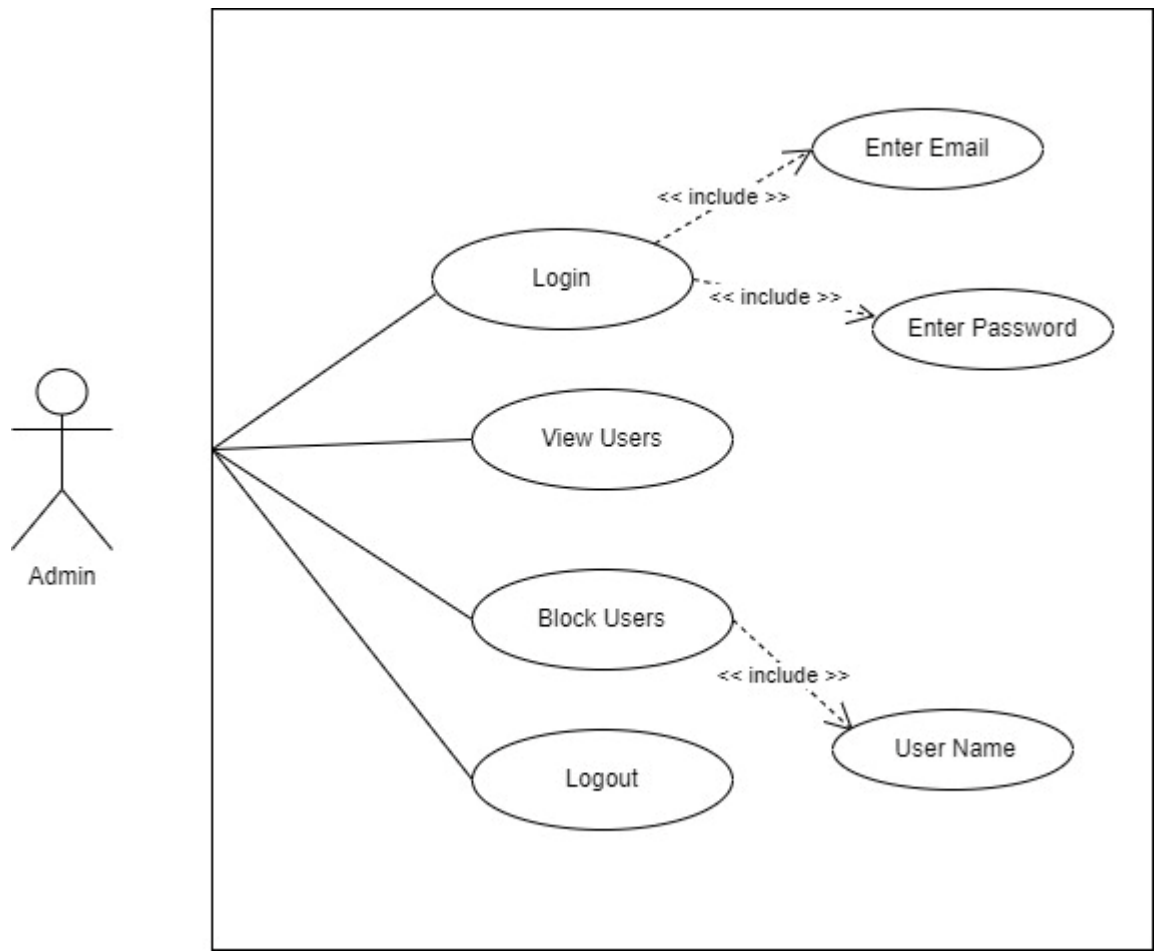 Enter Email
<< include >>
Login
<< include >>
Enter Password
View Users
Admin
Block Users
<< include >>
User Name
Logout